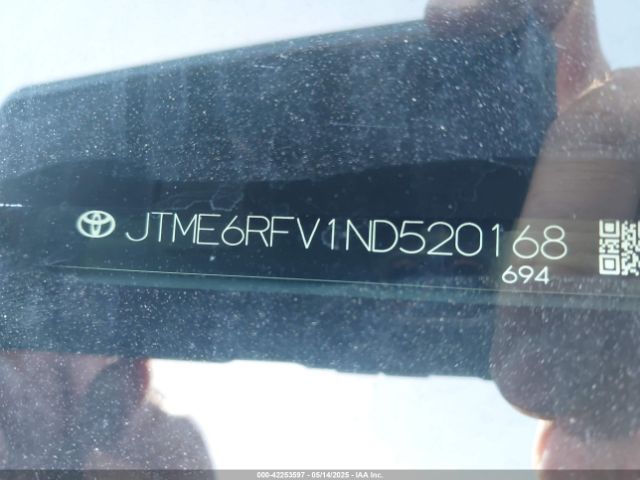 JTME6RFV1ND520168
694
000-42253597 - 05/14/2025 - IAA Inc.